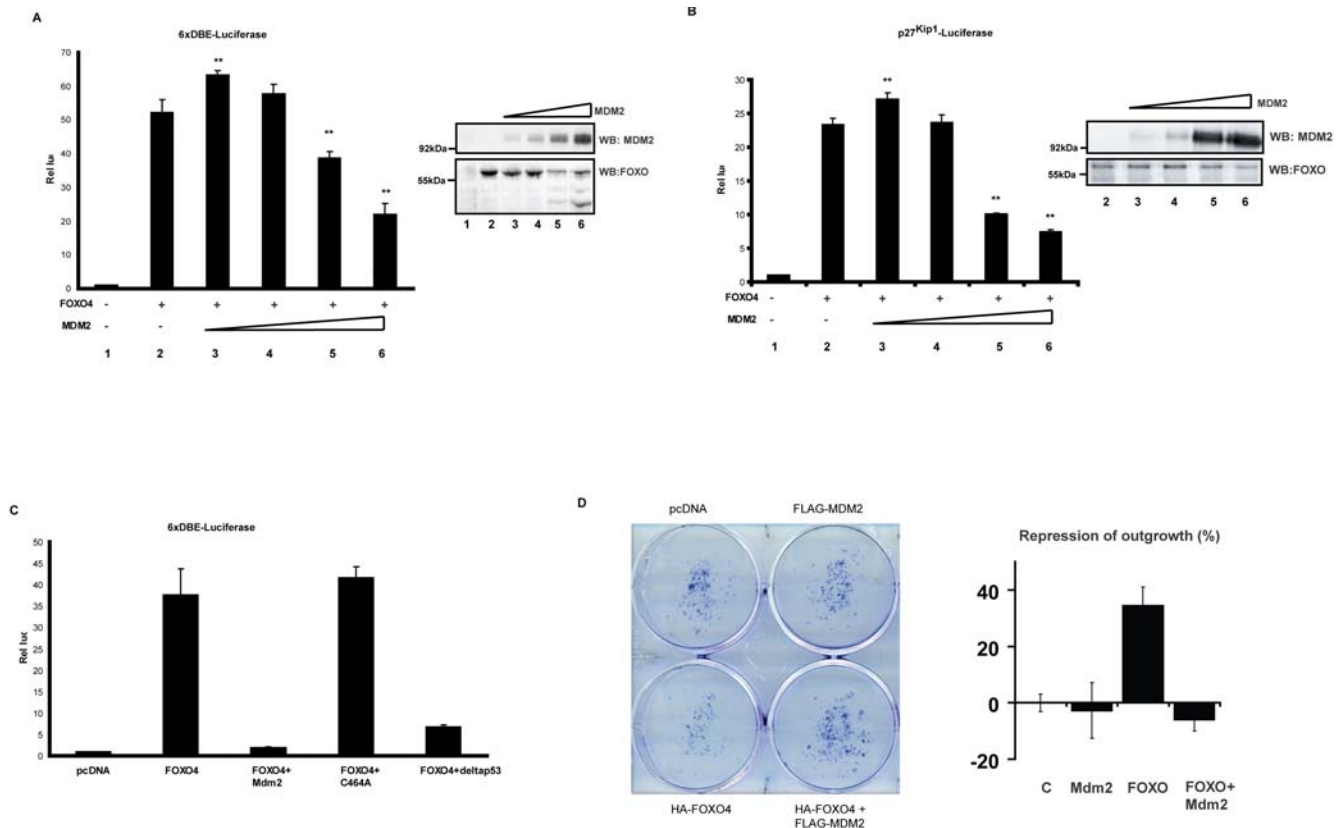 A
6xDBE-Luciferase
70
60
50
40
30
20
10
0
Rel luc
FOXO4 - + + + + +
MDM2 - -
1 2 3 4 5 6
** ** **
MDM2
WB: MDM2
92kDa
WB:FOXO
55kDa
1 2 3 4 5 6
B
p27Kip1-Luciferase
30
25
20
15
10
5
0
Rel luc
FOXO4 - + + + + +
MDM2 - -
1 2 3 4 5 6
** ** **
MDM2
WB: MDM2
92kDa
WB:FOXO
55kDa
2 3 4 5 6
C
6xDBE-Luciferase
50
45
40
35
30
25
20
15
10
5
0
Rel luc
pcDNA FOXO4 FOXO4+ FOXO4+ FOXO4+deltap53
Mdm2 C464A
D
pcDNA FLAG-MDM2
HA-FOXO4 HA-FOXO4 +
FLAG-MDM2
Repression of outgrowth (%)
40
20
0
-20
C Mdm2 FOXO FOXO+
Mdm2